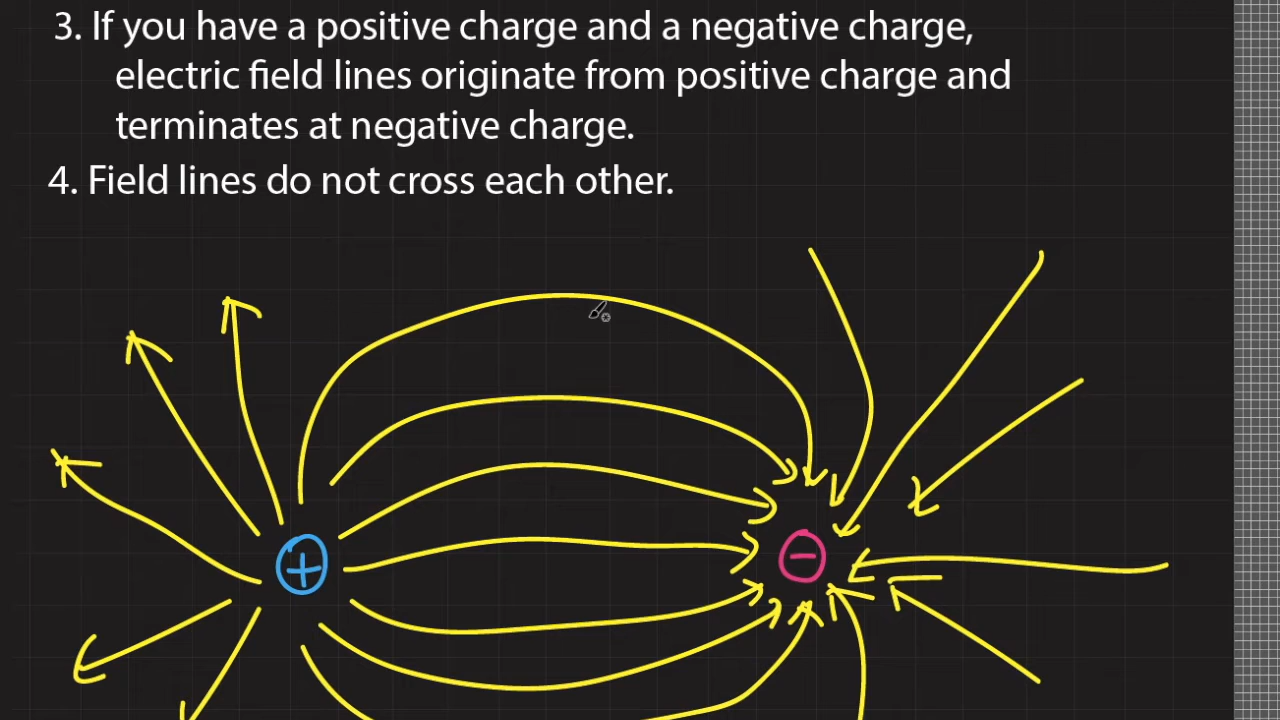 3. If you have a positive charge and a negative charge,
electric field lines originate from positive charge and
terminates at negative charge.
4. Field lines do not cross each other.
+ −